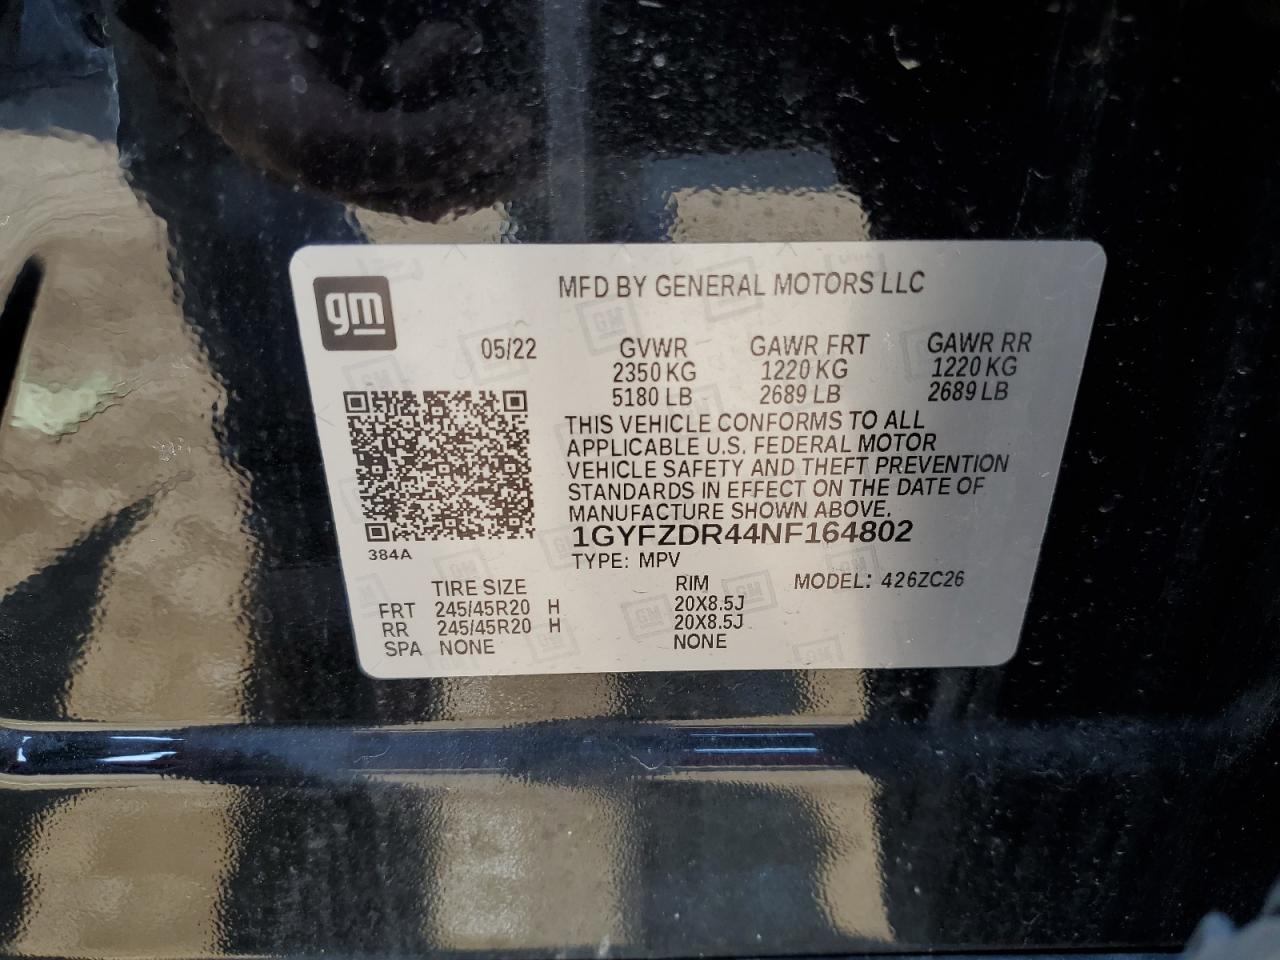 gm
MFD BY GENERAL MOTORS LLC
05/22 GVWR GAWR FRT GAWR RR
2350 KG 1220 KG 1220 KG
5180 LB 2689 LB 2689 LB
THIS VEHICLE CONFORMS TO ALL
APPLICABLE U.S. FEDERAL MOTOR
VEHICLE SAFETY AND THEFT PREVENTION
STANDARDS IN EFFECT ON THE DATE OF
MANUFACTURE SHOWN ABOVE.
1GYFZDR44NF164802
384A
TYPE: MPV
TIRE SIZE RIM MODEL: 426ZC26
FRT 245/45R20 H 20X8.5J
RR 245/45R20 H 20X8.5J
SPA NONE NONE